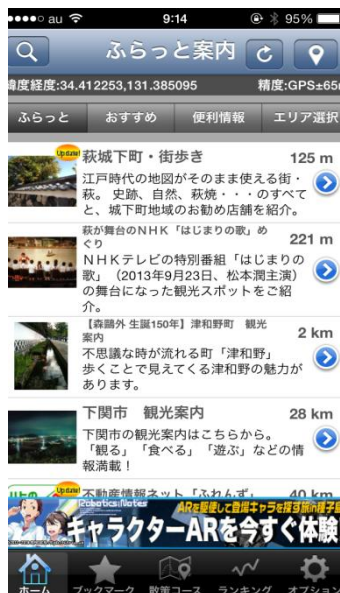 au 9:14 95%
ふらっと案内
緯度経度:34.412253,131.385095 精度:GPS±65m
ふらっと おすすめ 便利情報 エリア選択
Update!
萩城下町・街歩き 125 m
江戸時代の地図がそのまま使える街・
萩。 史跡、自然、萩焼・・・のすべて
と、城下町地域のお勧め店舗を紹介。
萩が舞台のNHK「はじまりの歌」め
ぐり 221 m
NHKテレビの特別番組「はじまりの
歌」（2013年9月23日、松本潤主演）
の舞台になった観光スポットをご紹
介。
【森鷗外 生誕150年】津和野町 観光
案内 2 km
不思議な時が流れる町「津和野」
歩くことで見えてくる津和野の魅力が
あります。
下関市 観光案内 28 km
下関市の観光案内はこちらから。
「観る」「食べる」「遊ぶ」などの情
報満載！
Update!
不動産情報ネット「ふれんず」 40 km
Robotics;Notes ARを駆使して登場キャラを探す旅in種子島
キャラクターARを今すぐ体験
ホーム ブックマーク 散策コース ランキング オプション